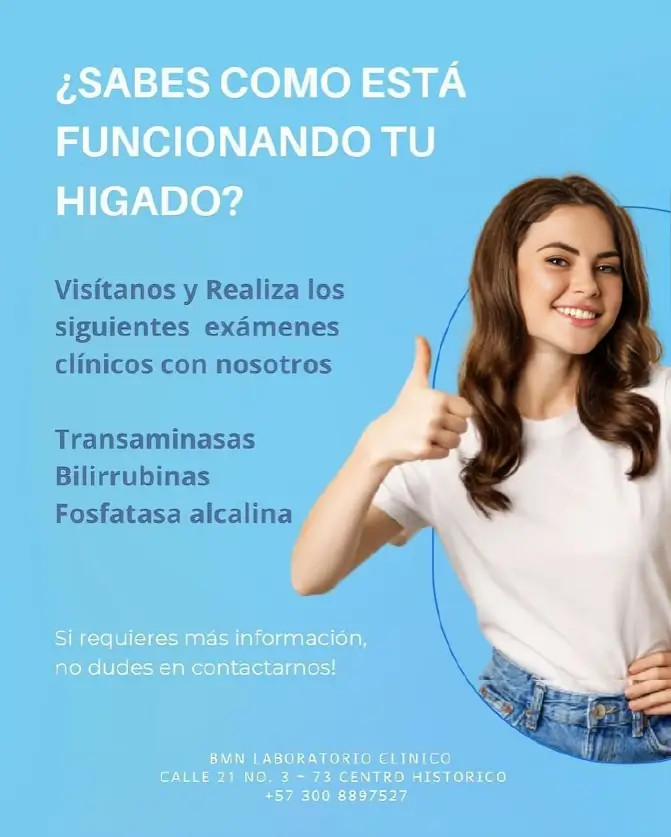 ¿SABES COMO ESTÁ
FUNCIONANDO TU
HIGADO?
Visítanos y Realiza los
siguientes exámenes
clínicos con nosotros
Transaminasas
Bilirrubinas
Fosfatasa alcalina
Si requieres más información,
no dudes en contactarnos!
BMN LABORATORIO CLINICO
CALLE 21 NO. 3 – 73 CENTRO HISTORICO
+57 300 8897527